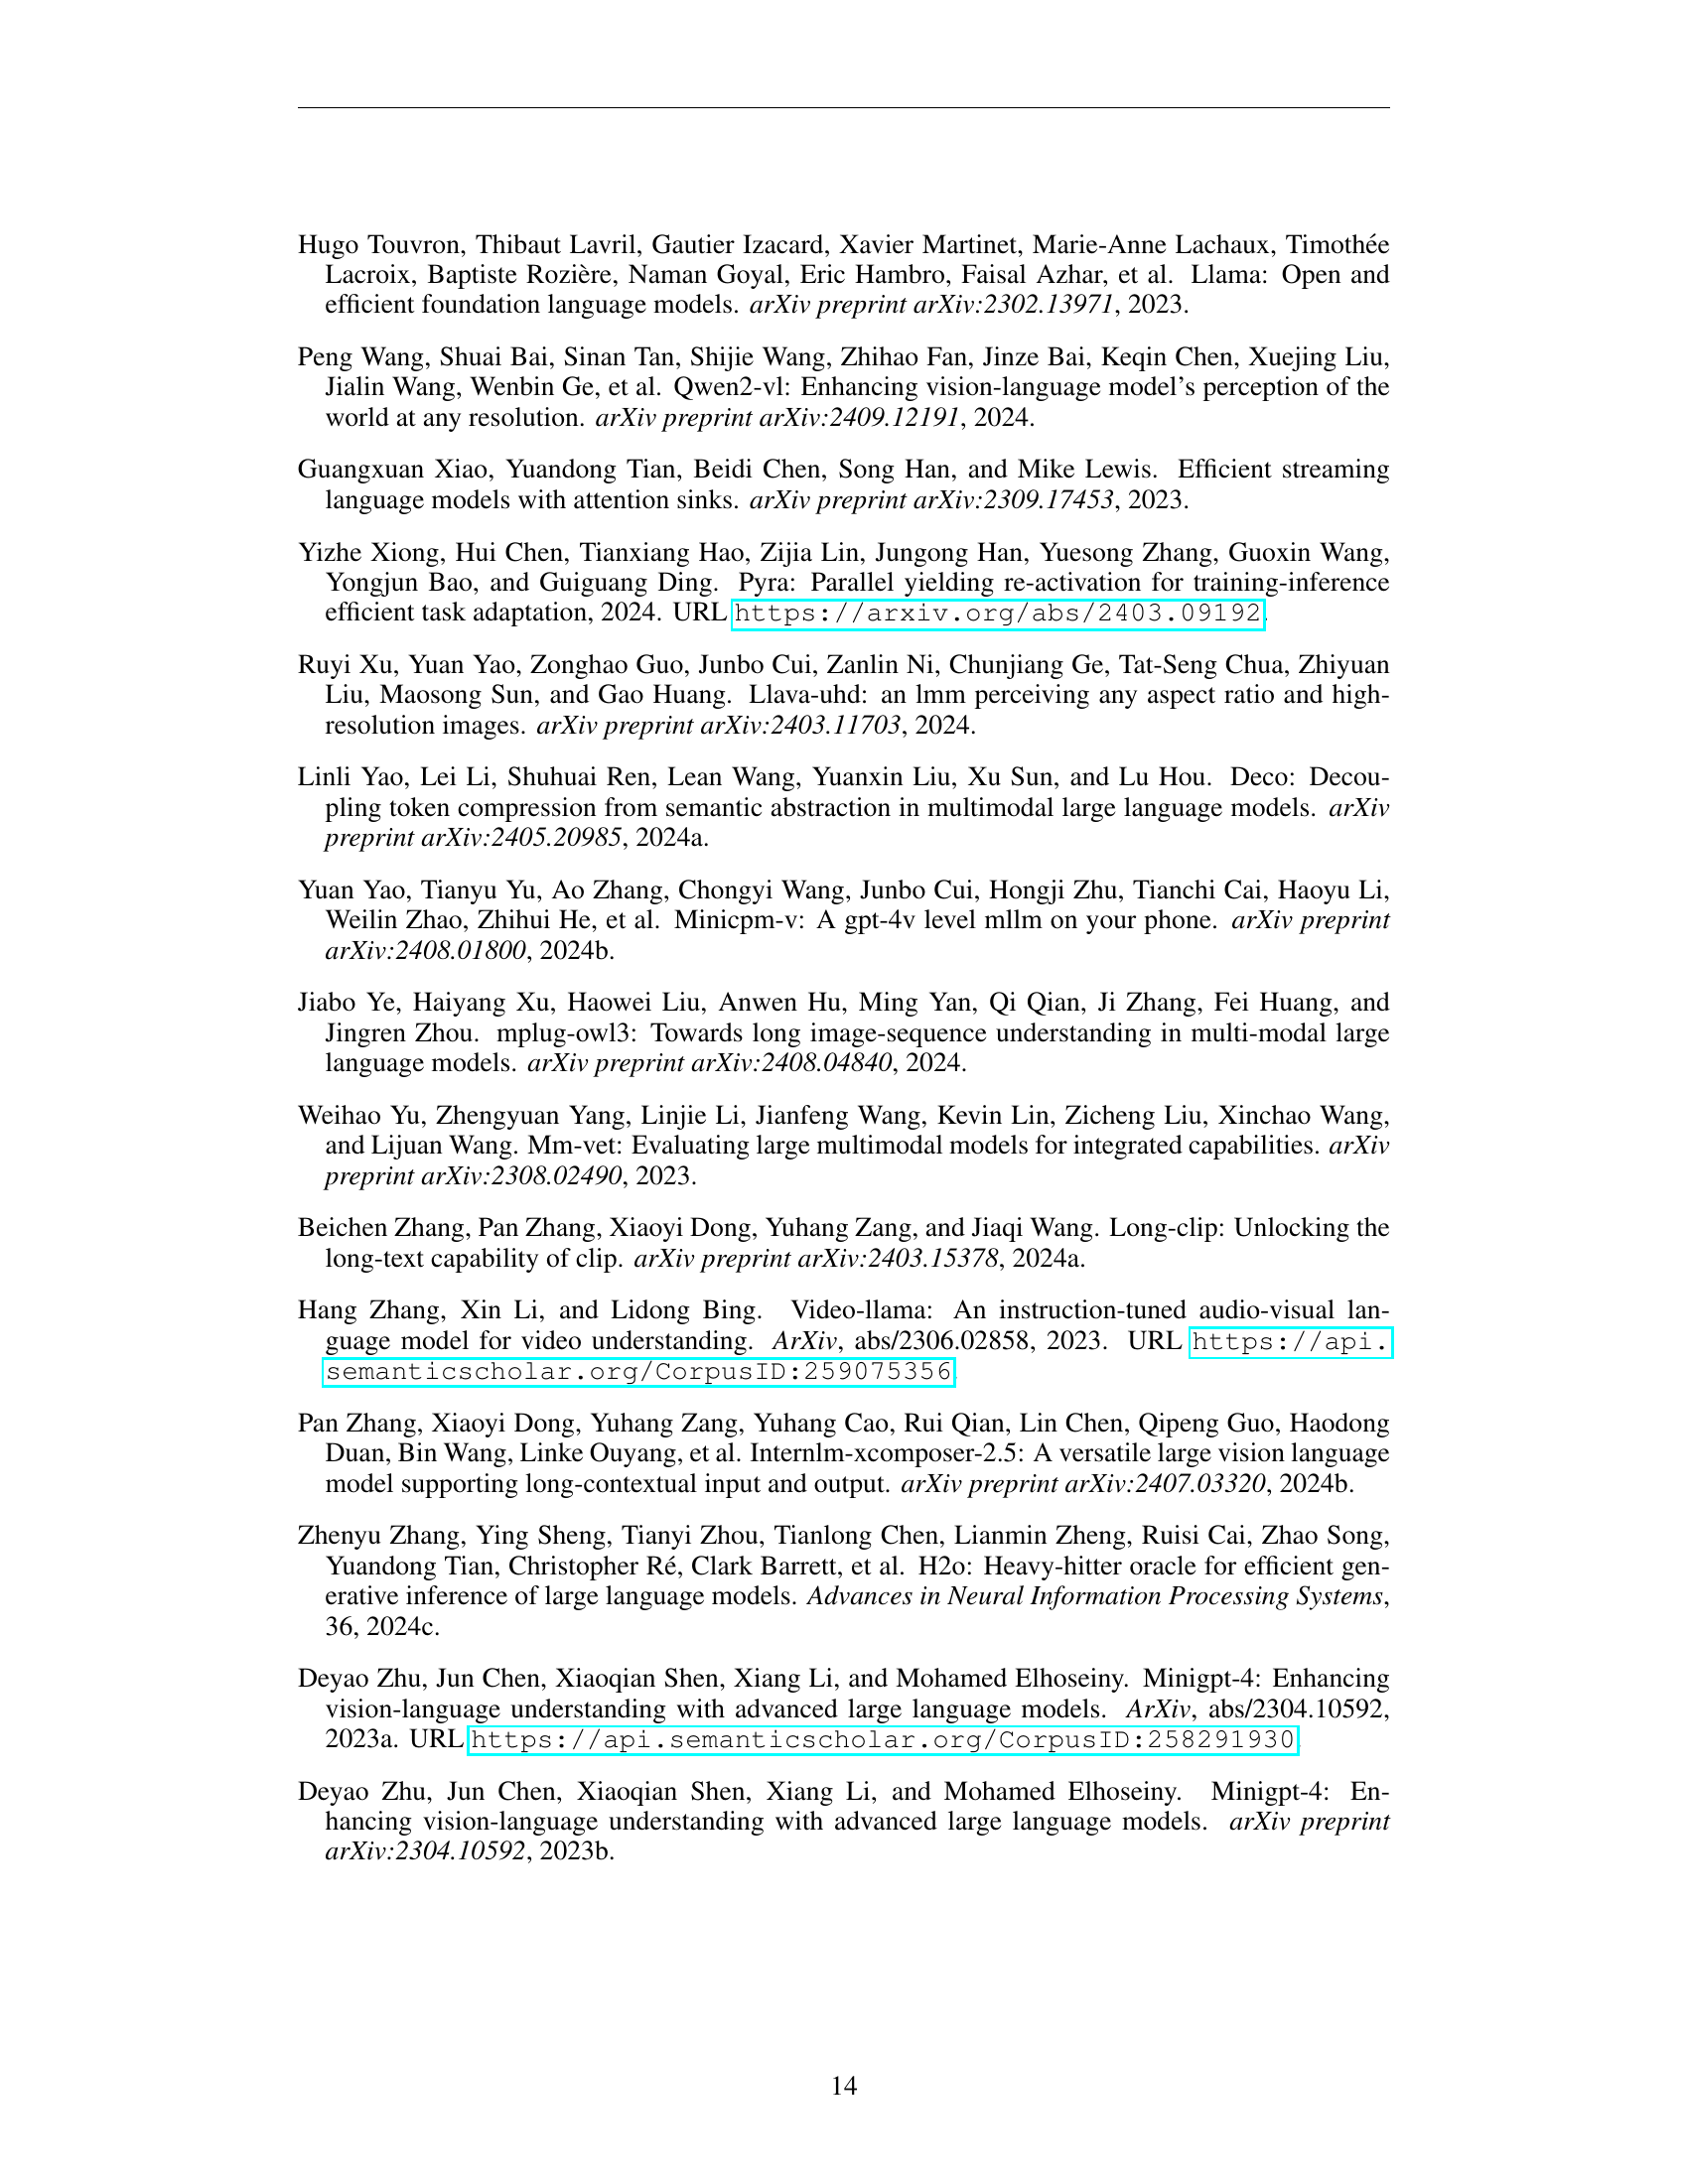 Hugo Touvron, Thibaut Lavril, Gautier Izacard, Xavier Martinet, Marie-Anne Lachaux, Timothée
Lacroix, Baptiste Rozière, Naman Goyal, Eric Hambro, Faisal Azhar, et al. Llama: Open and
efficient foundation language models. arXiv preprint arXiv:2302.13971, 2023.
Peng Wang, Shuai Bai, Sinan Tan, Shijie Wang, Zhihao Fan, Jinze Bai, Keqin Chen, Xuejing Liu,
Jialin Wang, Wenbin Ge, et al. Qwen2-vl: Enhancing vision-language model's perception of the
world at any resolution. arXiv preprint arXiv:2409.12191, 2024.
Guangxuan Xiao, Yuandong Tian, Beidi Chen, Song Han, and Mike Lewis. Efficient streaming
language models with attention sinks. arXiv preprint arXiv:2309.17453, 2023.
Yizhe Xiong, Hui Chen, Tianxiang Hao, Zijia Lin, Jungong Han, Yuesong Zhang, Guoxin Wang,
Yongjun Bao, and Guiguang Ding. Pyra: Parallel yielding re-activation for training-inference
efficient task adaptation, 2024. URL https://arxiv.org/abs/2403.09192.
Ruyi Xu, Yuan Yao, Zonghao Guo, Junbo Cui, Zanlin Ni, Chunjiang Ge, Tat-Seng Chua, Zhiyuan
Liu, Maosong Sun, and Gao Huang. Llava-uhd: an lmm perceiving any aspect ratio and high-
resolution images. arXiv preprint arXiv:2403.11703, 2024.
Linli Yao, Lei Li, Shuhuai Ren, Lean Wang, Yuanxin Liu, Xu Sun, and Lu Hou. Deco: Decou-
pling token compression from semantic abstraction in multimodal large language models. arXiv
preprint arXiv:2405.20985, 2024a.
Yuan Yao, Tianyu Yu, Ao Zhang, Chongyi Wang, Junbo Cui, Hongji Zhu, Tianchi Cai, Haoyu Li,
Weilin Zhao, Zhihui He, et al. Minicpm-v: A gpt-4v level mllm on your phone. arXiv preprint
arXiv:2408.01800, 2024b.
Jiabo Ye, Haiyang Xu, Haowei Liu, Anwen Hu, Ming Yan, Qi Qian, Ji Zhang, Fei Huang, and
Jingren Zhou. mplug-owl3: Towards long image-sequence understanding in multi-modal large
language models. arXiv preprint arXiv:2408.04840, 2024.
Weihao Yu, Zhengyuan Yang, Linjie Li, Jianfeng Wang, Kevin Lin, Zicheng Liu, Xinchao Wang,
and Lijuan Wang. Mm-vet: Evaluating large multimodal models for integrated capabilities. arXiv
preprint arXiv:2308.02490, 2023.
Beichen Zhang, Pan Zhang, Xiaoyi Dong, Yuhang Zang, and Jiaqi Wang. Long-clip: Unlocking the
long-text capability of clip. arXiv preprint arXiv:2403.15378, 2024a.
Hang Zhang, Xin Li, and Lidong Bing. Video-llama: An instruction-tuned audio-visual lan-
guage model for video understanding. ArXiv, abs/2306.02858, 2023. URL https://api.
semanticscholar.org/CorpusID:259075356.
Pan Zhang, Xiaoyi Dong, Yuhang Zang, Yuhang Cao, Rui Qian, Lin Chen, Qipeng Guo, Haodong
Duan, Bin Wang, Linke Ouyang, et al. Internlm-xcomposer-2.5: A versatile large vision language
model supporting long-contextual input and output. arXiv preprint arXiv:2407.03320, 2024b.
Zhenyu Zhang, Ying Sheng, Tianyi Zhou, Tianlong Chen, Lianmin Zheng, Ruisi Cai, Zhao Song,
Yuandong Tian, Christopher Ré, Clark Barrett, et al. H2o: Heavy-hitter oracle for efficient gen-
erative inference of large language models. Advances in Neural Information Processing Systems,
36, 2024c.
Deyao Zhu, Jun Chen, Xiaoqian Shen, Xiang Li, and Mohamed Elhoseiny. Minigpt-4: Enhancing
vision-language understanding with advanced large language models. ArXiv, abs/2304.10592,
2023a. URL https://api.semanticscholar.org/CorpusID:258291930.
Deyao Zhu, Jun Chen, Xiaoqian Shen, Xiang Li, and Mohamed Elhoseiny. Minigpt-4: En-
hancing vision-language understanding with advanced large language models. arXiv preprint
arXiv:2304.10592, 2023b.
14